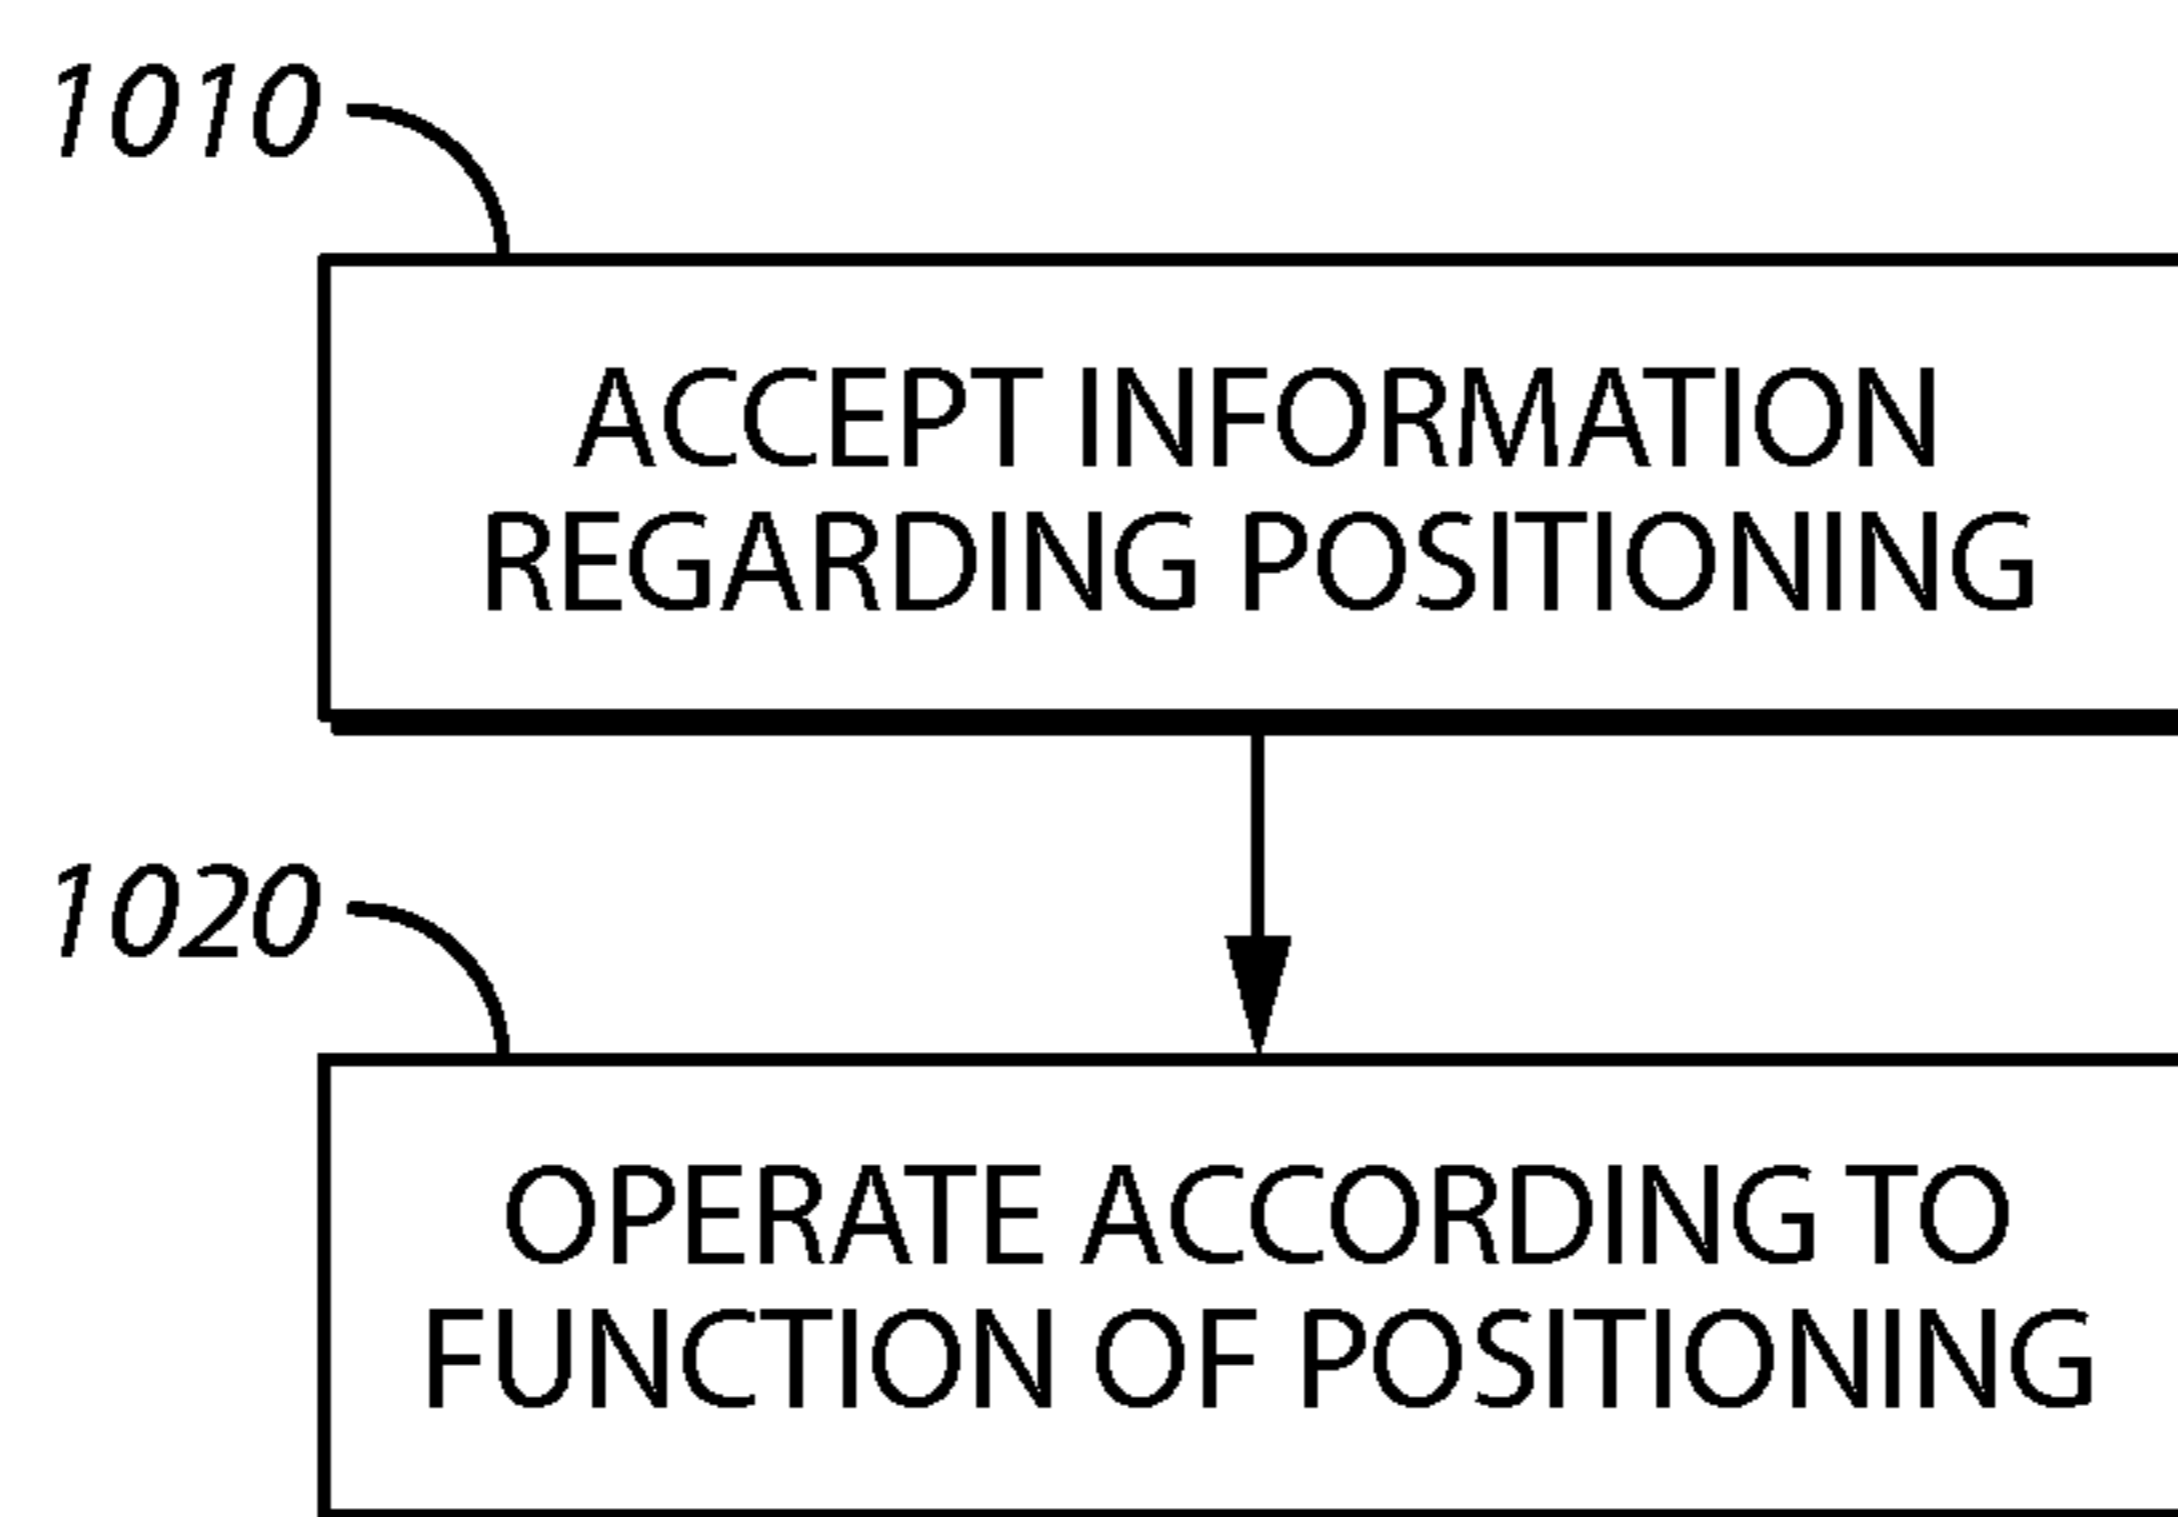 1010
ACCEPT INFORMATION
REGARDING POSITIONING
1020
OPERATE ACCORDING TO
FUNCTION OF POSITIONING